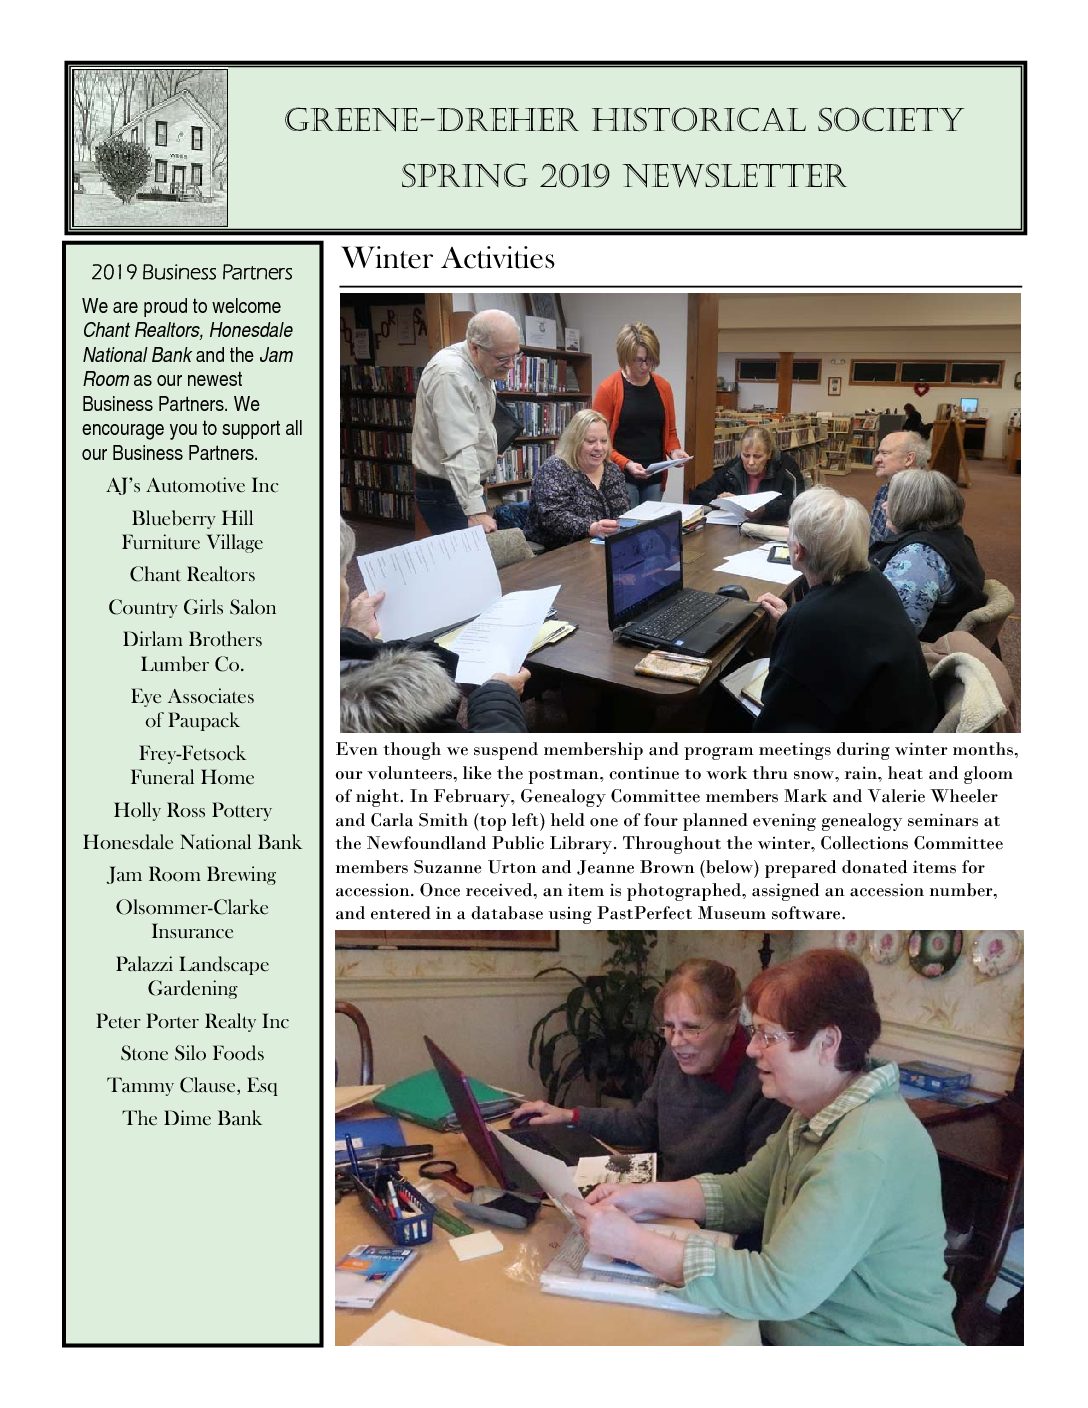 GREENE-DREHER HISTORICAL SOCIETY
SPRING 2019 NEWSLETTER
2019 Business Partners
We are proud to welcome
Chant Realtors, Honesdale
National Bank and the Jam
Room as our newest
Business Partners. We
encourage you to support all
our Business Partners.
AJ's Automotive Inc
Blueberry Hill
Furniture Village
Chant Realtors
Country Girls Salon
Dirlam Brothers
Lumber Co.
Eye Associates
of Paupack
Frey-Fetsock
Funeral Home
Holly Ross Pottery
Honesdale National Bank
Jam Room Brewing
Olsommer-Clarke
Insurance
Palazzi Landscape
Gardening
Peter Porter Realty Inc
Stone Silo Foods
Tammy Clause, Esq
The Dime Bank
Winter Activities
Even though we suspend membership and program meetings during winter months,
our volunteers, like the postman, continue to work thru snow, rain, heat and gloom
of night. In February, Genealogy Committee members Mark and Valerie Wheeler
and Carla Smith (top left) held one of four planned evening genealogy seminars at
the Newfoundland Public Library. Throughout the winter, Collections Committee
members Suzanne Urton and Jeanne Brown (below) prepared donated items for
accession. Once received, an item is photographed, assigned an accession number,
and entered in a database using PastPerfect Museum software.